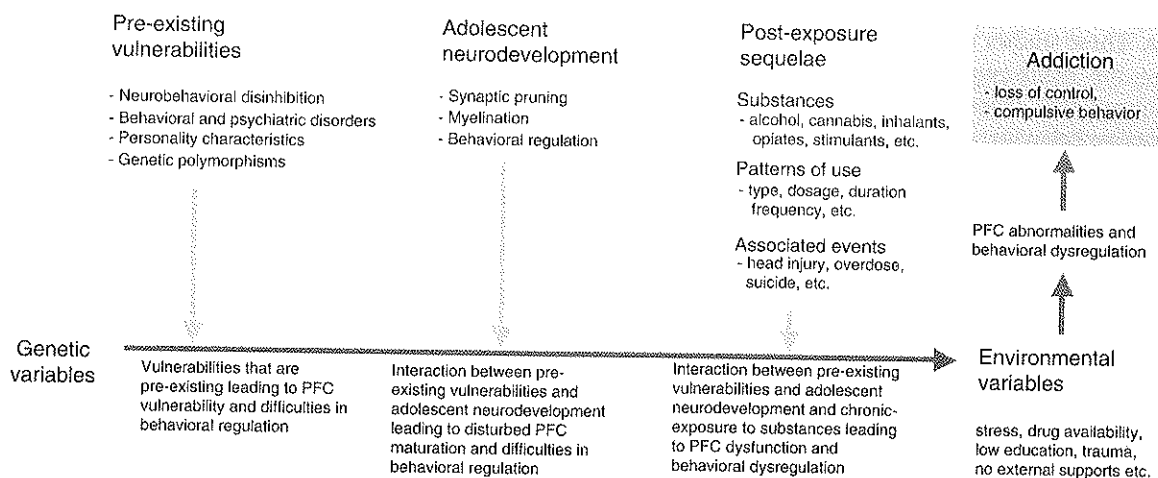 Pre-existing
vulnerabilities
- Neurobehavioral disinhibition
- Behavioral and psychiatric disorders
- Personality characteristics
- Genetic polymorphisms
Adolescent
neurodevelopment
- Synaptic pruning
- Myelination
- Behavioral regulation
Post-exposure
sequelae
Substances
- alcohol, cannabis, inhalants,
opiates, stimulants, etc.
Patterns of use
- type, dosage, duration
frequency, etc.
Associated events
- head injury, overdose,
suicide, etc.
Addiction
- loss of control,
- compulsive behavior
PFC abnormalities and
behavioral dysregulation
Genetic
variables
Vulnerabilities that are
pre-existing leading to PFC
vulnerability and difficulties in
behavioral regulation
Interaction between pre-
existing vulnerabilities and
adolescent neurodevelopment
leading to disturbed PFC
maturation and difficulties in
behavioral regulation
Interaction between pre-existing
vulnerabilities and adolescent
neurodevelopment and chronic-
exposure to substances leading
to PFC dysfunction and
behavioral dysregulation
Environmental
variables
stress, drug availability,
low education, trauma,
no external supports etc.